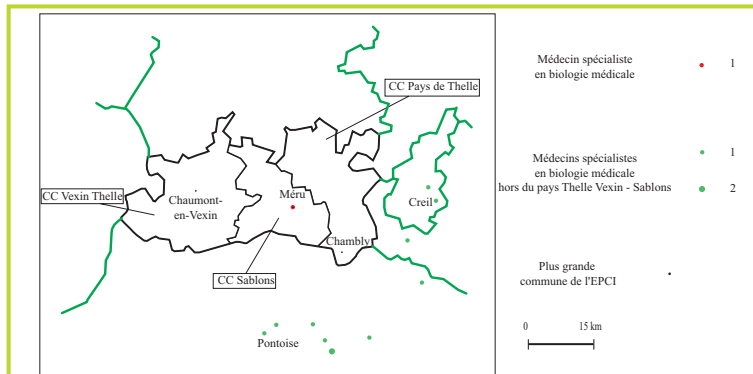 CC Pays de Thelle
CC Vexin Thelle
Chaumont-
en-Vexin
Méru
Creil
Chambly
CC Sablons
Pontoise
Médecin spécialiste
en biologie médicale
1
Médecins spécialistes
en biologie médicale
hors du pays Thelle Vexin - Sablons
1
2
Plus grande
commune de l'EPCI
0
15 km